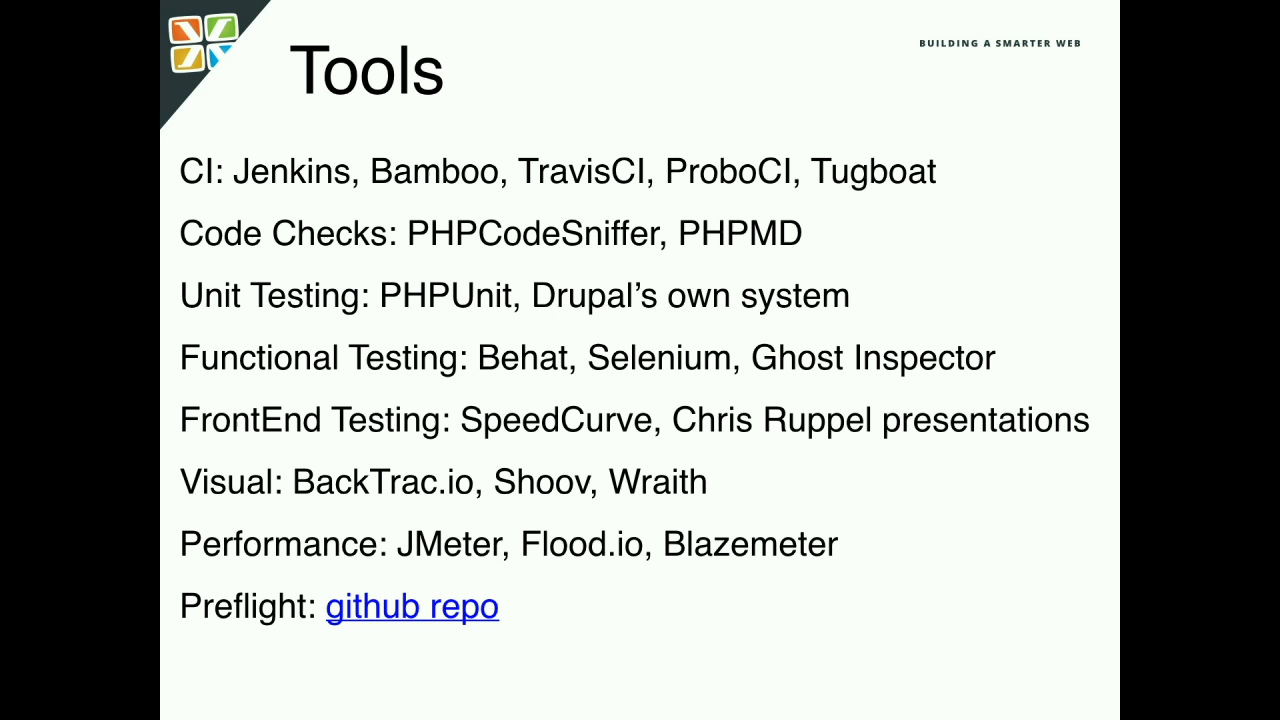 Tools
BUILDING A SMARTER WEB
CI: Jenkins, Bamboo, TravisCI, ProboCI, Tugboat
Code Checks: PHPCodeSniffer, PHPMD
Unit Testing: PHPUnit, Drupal’s own system
Functional Testing: Behat, Selenium, Ghost Inspector
FrontEnd Testing: SpeedCurve, Chris Ruppel presentations
Visual: BackTrac.io, Shoov, Wraith
Performance: JMeter, Flood.io, Blazemeter
Preflight: github repo